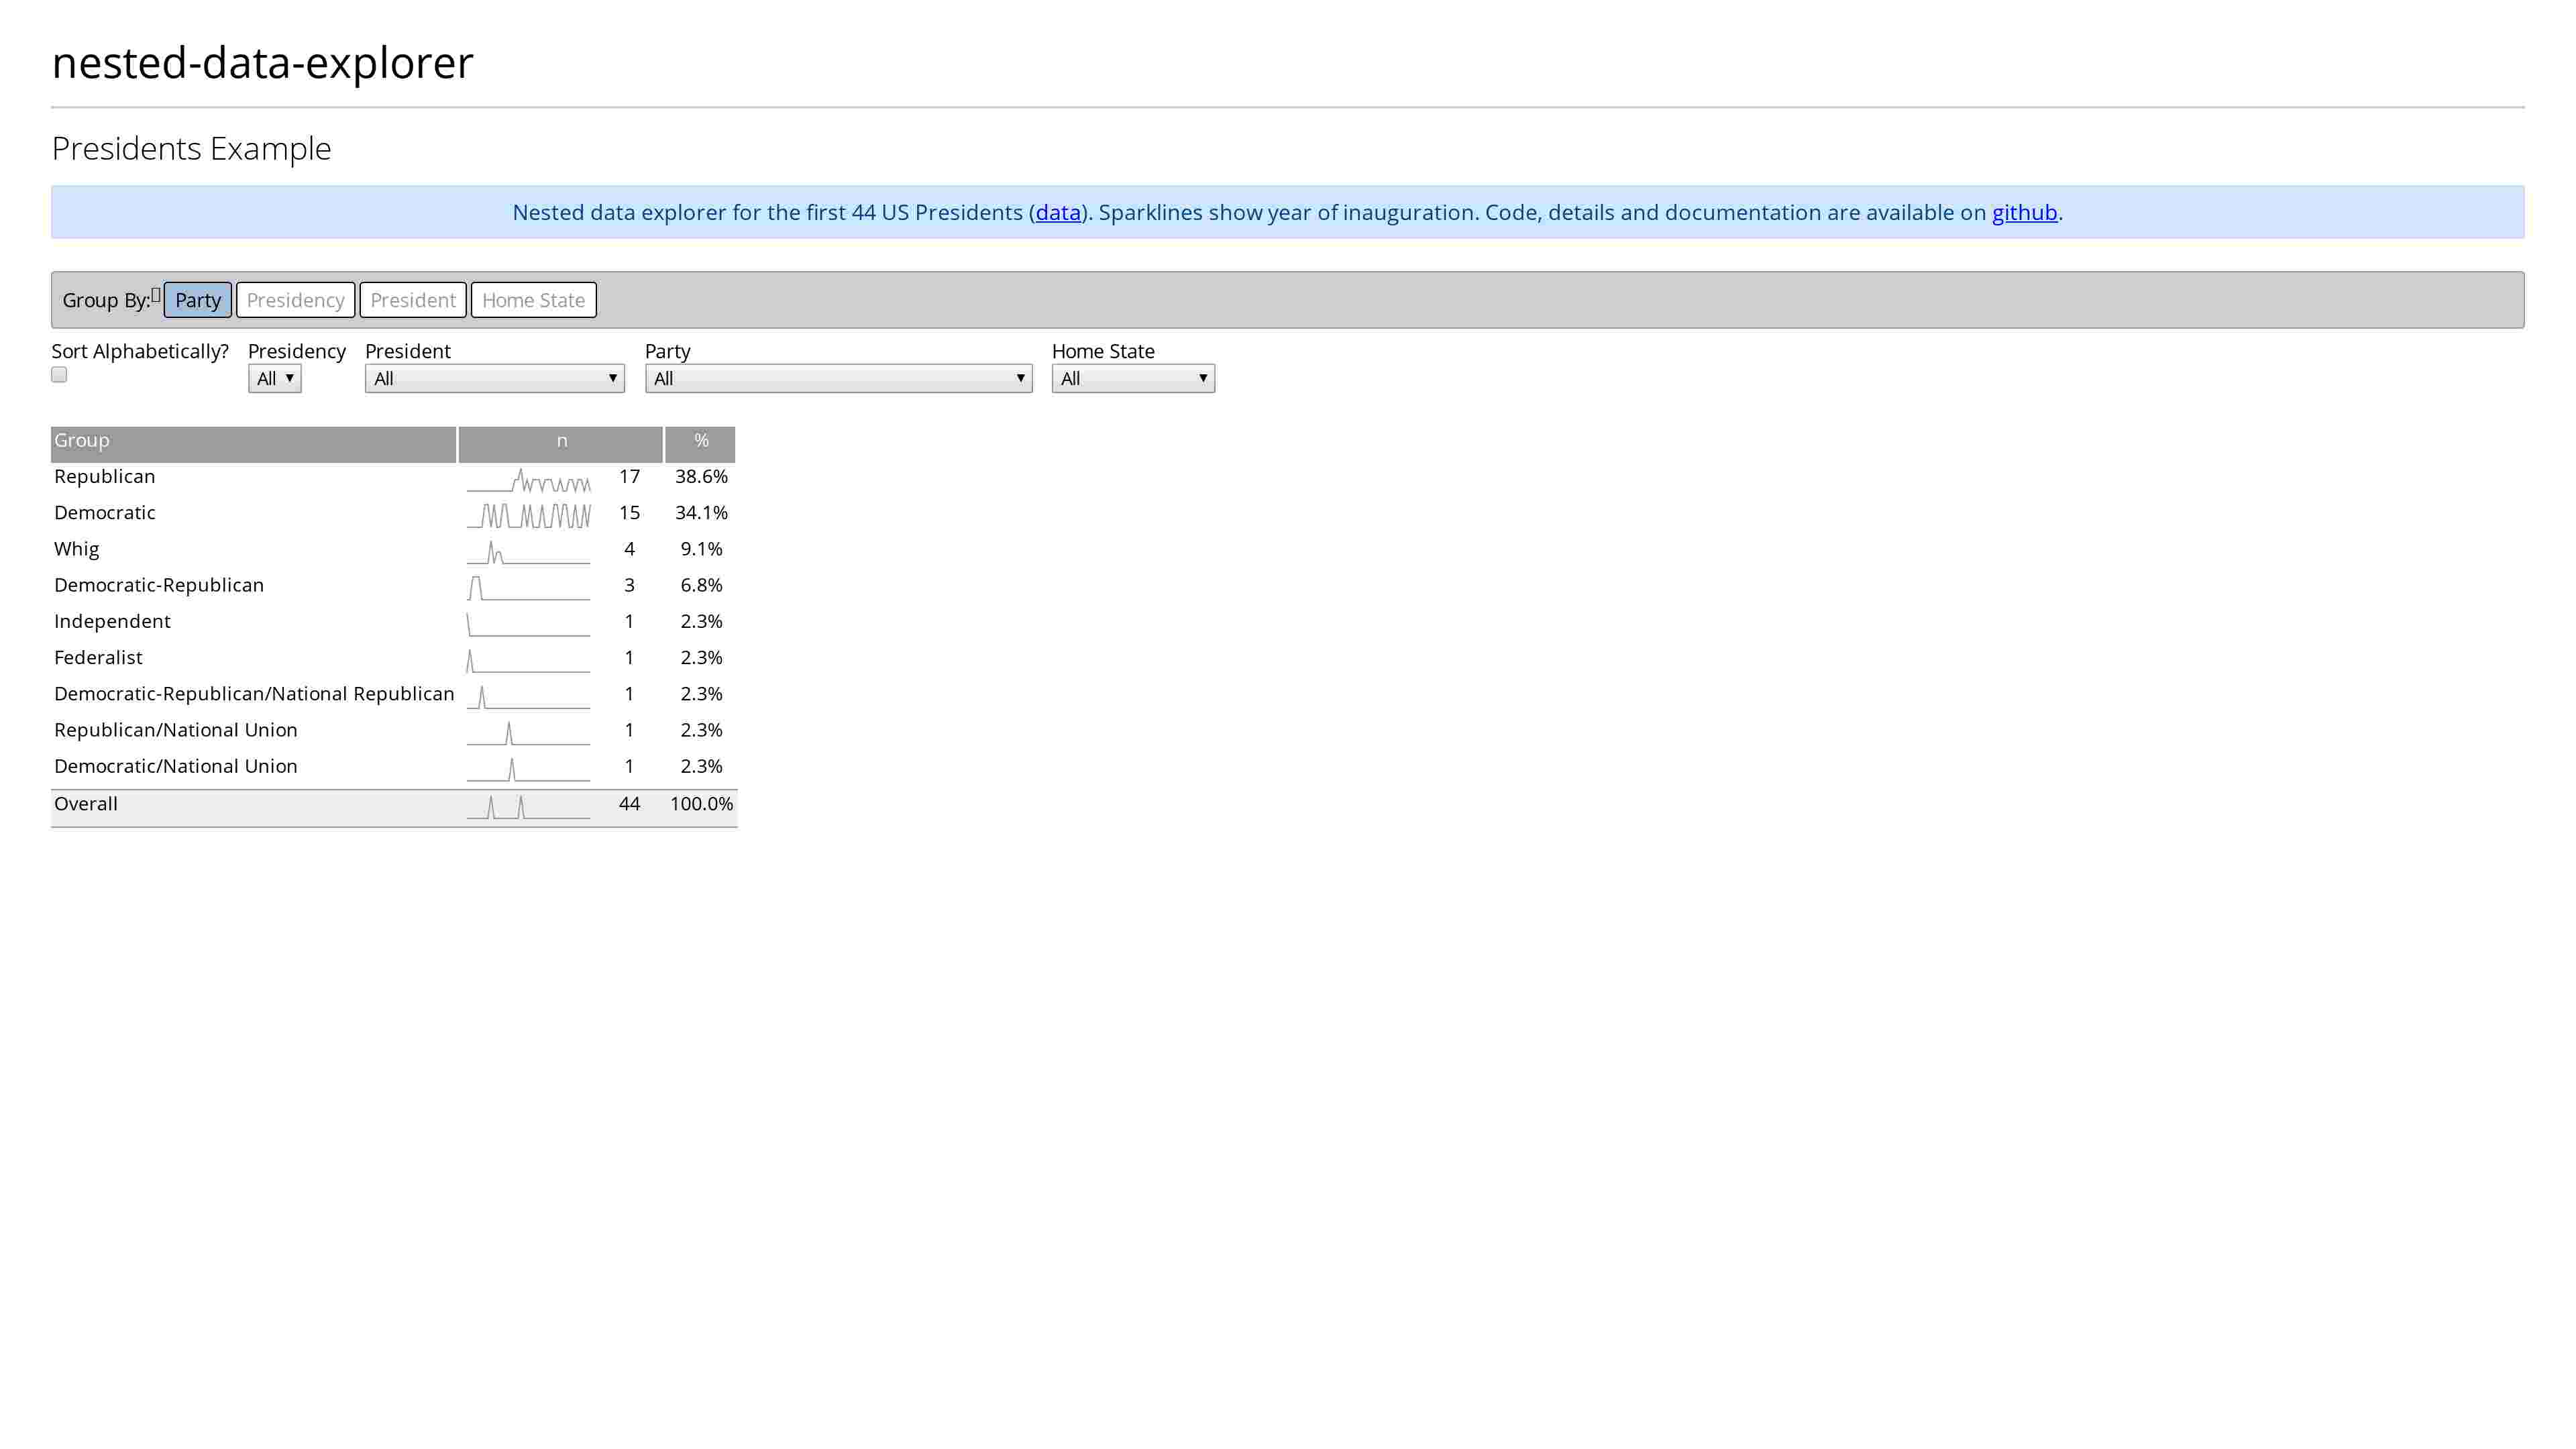 nested-data-explorer
Presidents Example
Nested data explorer for the first 44 US Presidents (data). Sparklines show year of inauguration. Code, details and documentation are available on github.
Group By: Party Presidency President Home State
Sort Alphabetically? Presidency President Party Home State
All All All All
Group n %
Republican 17 38.6%
Democratic 15 34.1%
Whig 4 9.1%
Democratic-Republican 3 6.8%
Independent 1 2.3%
Federalist 1 2.3%
Democratic-Republican/National Republican 1 2.3%
Republican/National Union 1 2.3%
Democratic/National Union 1 2.3%
Overall 44 100.0%